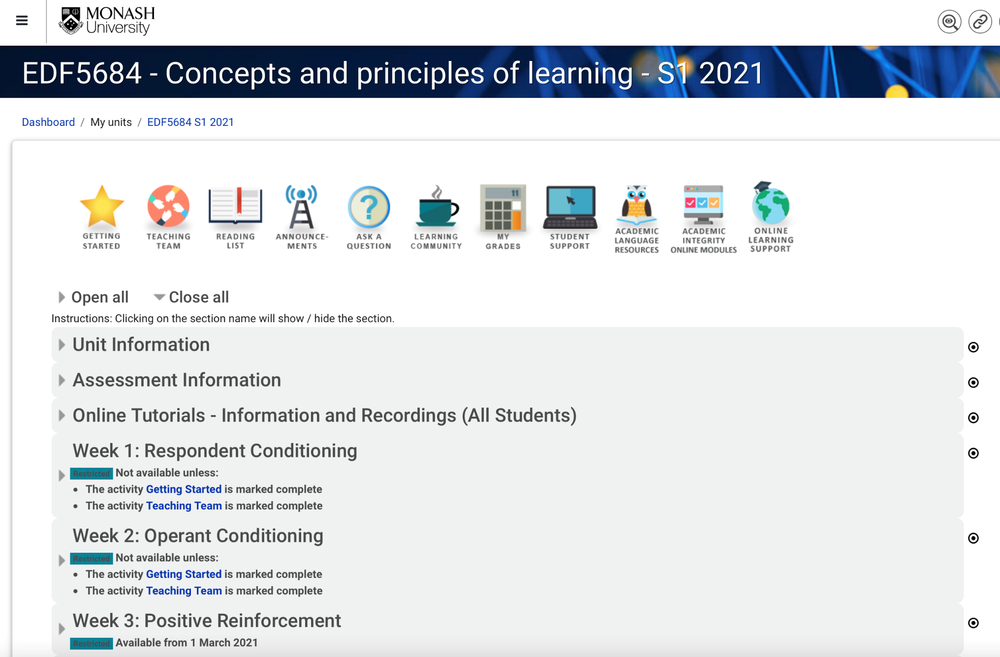 MONASH
University
EDF5684 - Concepts and principles of learning - S1 2021
Dashboard / My units / EDF5684 S1 2021
11
?
GETTING
STARTED
TEACHING
TEAM
READING
LIST
ANNOUNCE-
MENTS
ASK A
QUESTION
LEARNING
COMMUNITY
MY
GRADES
STUDENT
SUPPORT
ACADEMIC
LANGUAGE
RESOURCES
ACADEMIC
INTEGRITY
ONLINE MODULES
ONLINE
LEARNING
SUPPORT
Open all Close all
Instructions: Clicking on the section name will show / hide the section.
Unit Information
Assessment Information
Online Tutorials - Information and Recordings (All Students)
Week 1: Respondent Conditioning
Restricted Not available unless:
• The activity Getting Started is marked complete
• The activity Teaching Team is marked complete
Week 2: Operant Conditioning
Restricted Not available unless:
• The activity Getting Started is marked complete
• The activity Teaching Team is marked complete
Week 3: Positive Reinforcement
Restricted Available from 1 March 2021